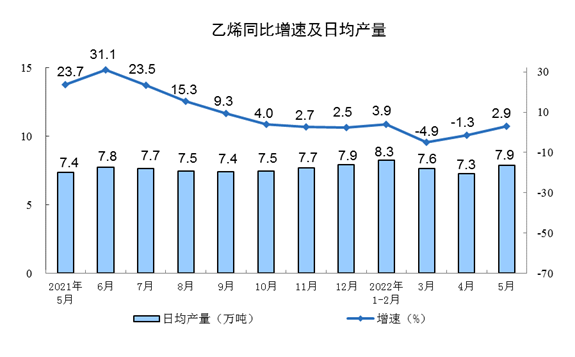 乙烯同比增速及日均产量
15
10
5
0
30
10
-10
-30
-50
-70
23.7
31.1
23.5
15.3
9.3
4.0
2.7
2.5
3.9
-4.9
-1.3
2.9
7.4
7.8
7.7
7.5
7.4
7.5
7.7
7.9
8.3
7.6
7.3
7.9
2021年
5月
6月
7月
8月
9月
10月
11月
12月
2022年
1-2月
3月
4月
5月
日均产量（万吨）
增速（%）